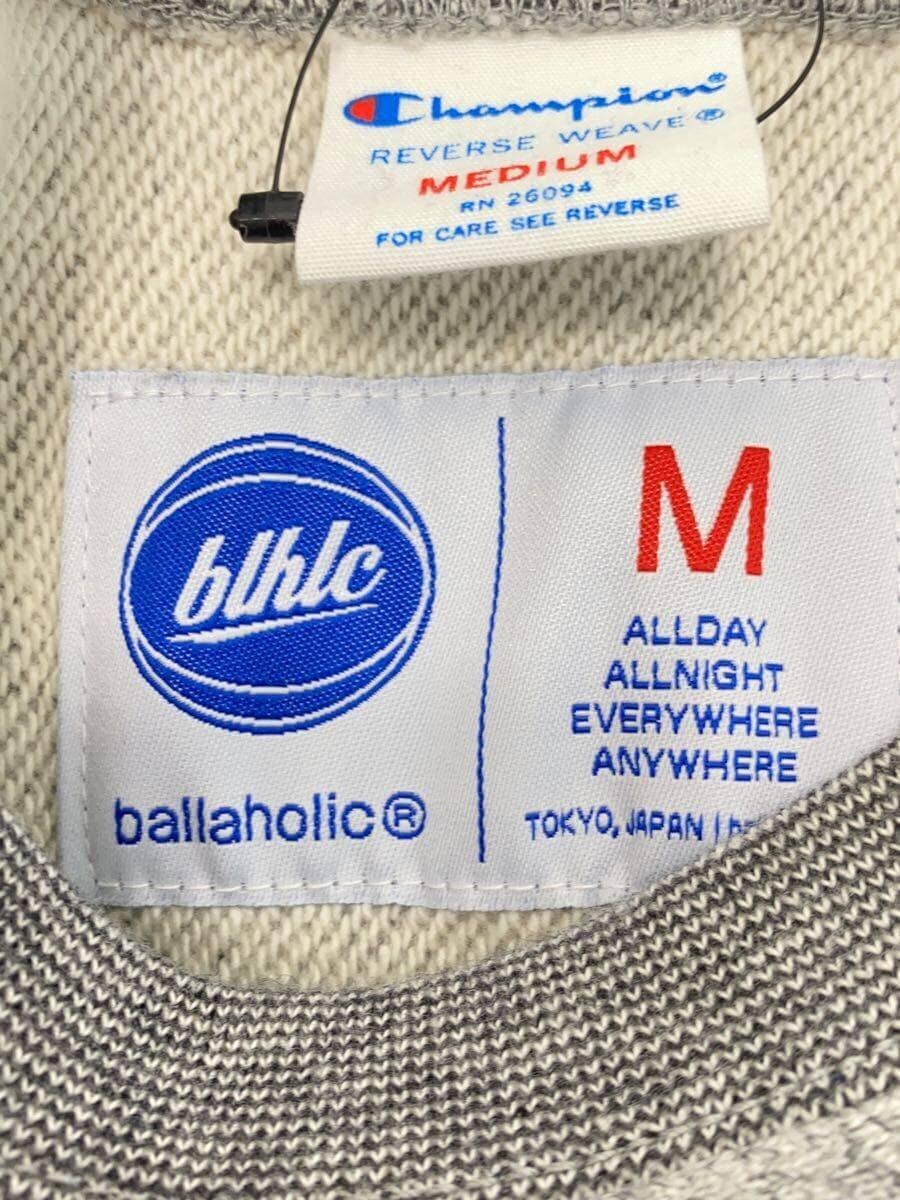 Champion®
REVERSE WEAVE®
MEDIUM
RN 26094
FOR CARE SEE REVERSE
blhlc
ballaholic®
M
ALLDAY
ALLNIGHT
EVERYWHERE
ANYWHERE
TOKYO, JAPAN |